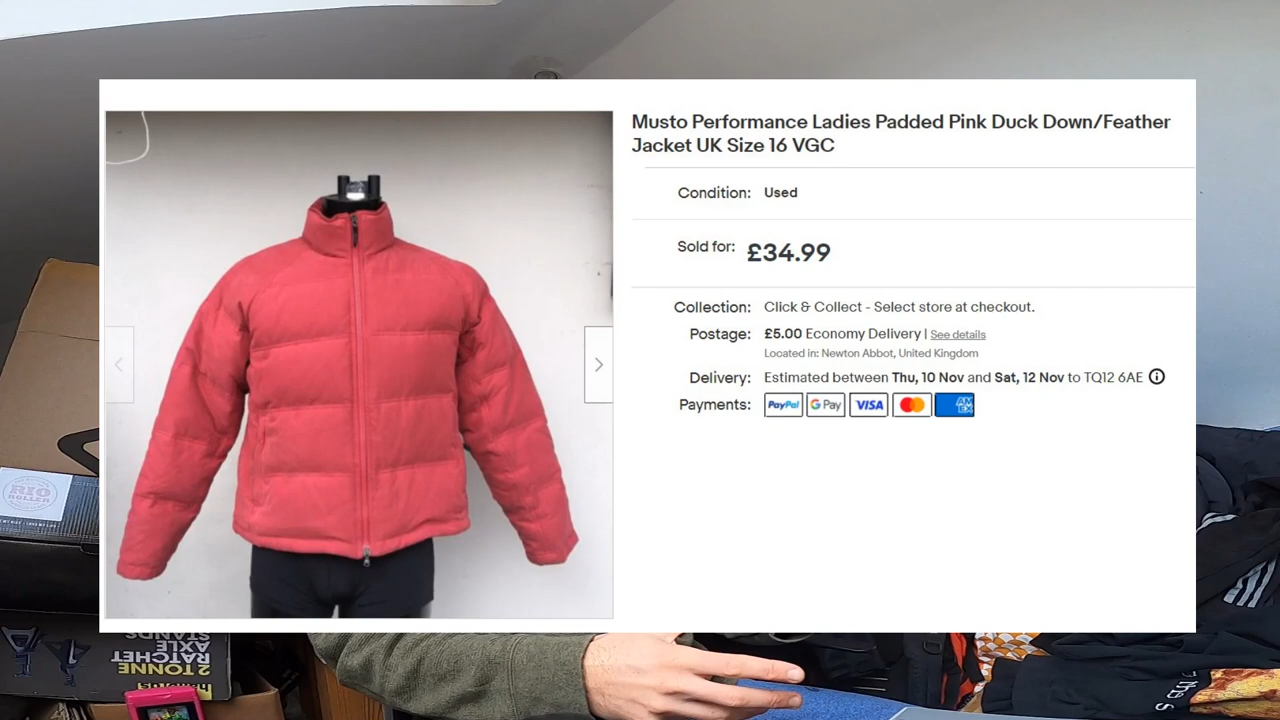 Musto Performance Ladies Padded Pink Duck Down/Feather
Jacket UK Size 16 VGC
Condition: Used
Sold for: £34.99
Collection: Click & Collect - Select store at checkout.
Postage: £5.00 Economy Delivery | See details
Located in: Newton Abbot, United Kingdom
Delivery: Estimated between Thu, 10 Nov and Sat, 12 Nov to TQ12 6AE
Payments: PayPal G Pay VISA AMEX
RIO
ROLLER
2 TONNE
RATCHET
AXLE
STANDS